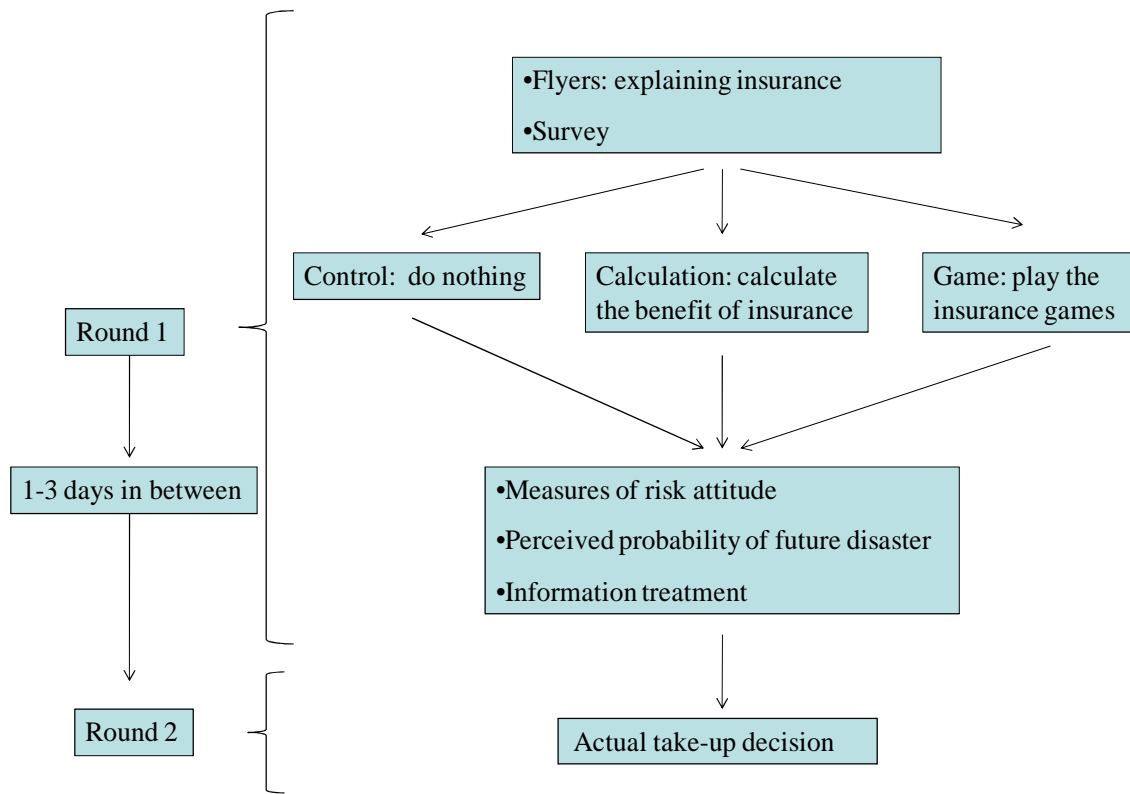 •Flyers: explaining insurance
•Survey
Control:  do nothing
Calculation: calculate
the benefit of insurance
Game: play the
insurance games
Round 1
1-3 days in between
•Measures of risk attitude
•Perceived probability of future disaster
•Information treatment
Round 2
Actual take-up decision